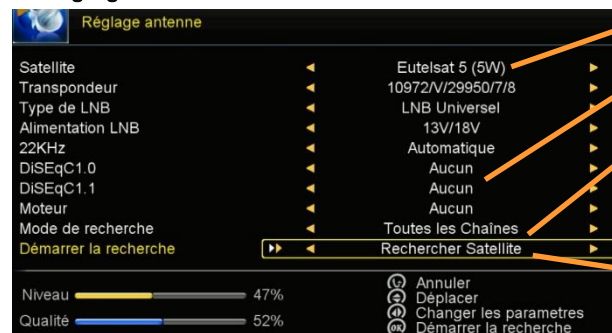 Réglage antenne
Satellite Eutelsat 5 (5W)
Transpondeur 10972/V/29950/7/8
Type de LNB LNB Universel
Alimentation LNB 13V/18V
22KHz Automatique
DiSEqC1.0 Aucun
DiSEqC1.1 Aucun
Moteur Aucun
Mode de recherche Toutes les Chaînes
Démarrer la recherche Rechercher Satellite
Niveau 47%
Qualité 52%
Annuler
Déplacer
Changer les parametres
OK Démarrer la recherche